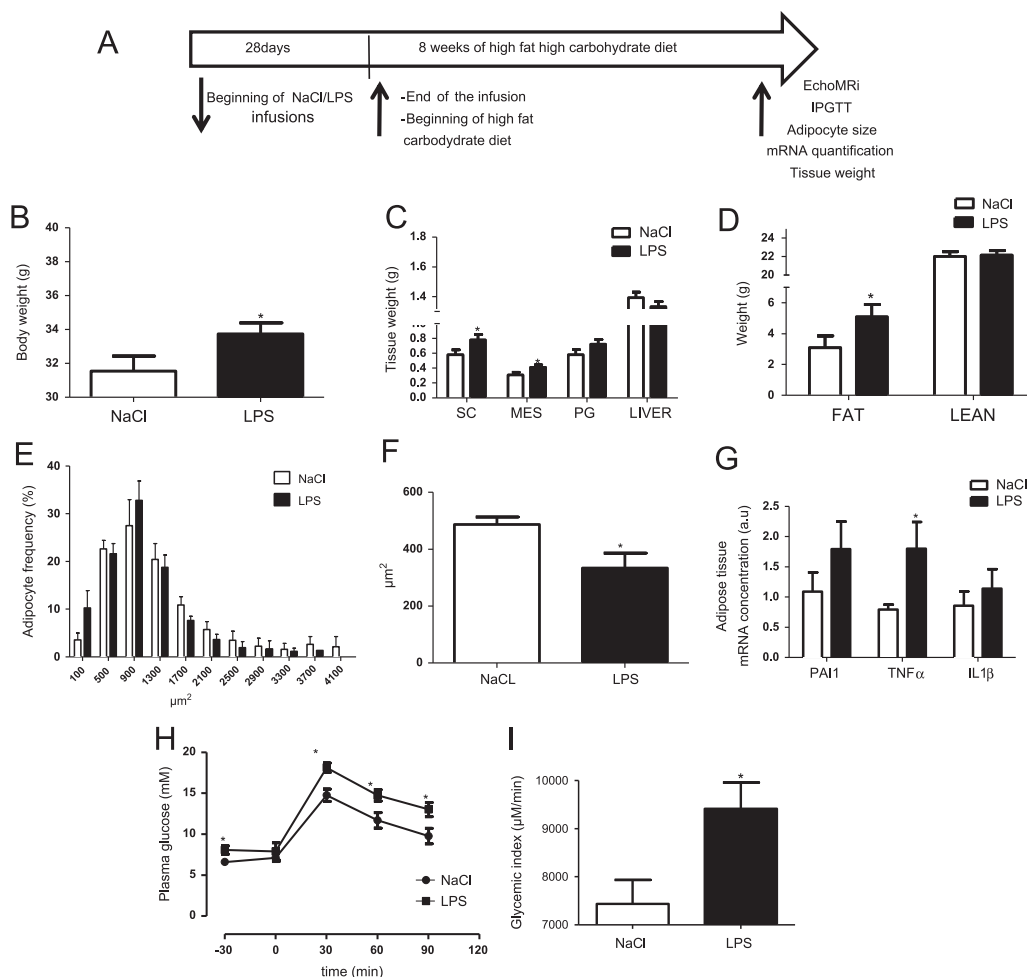 A
28days
8 weeks of high fat high carbohydrate diet
Beginning of NaCl/LPS
infusions
-End of the infusion
-Beginning of high fat
carbodydrate diet
EchoMRi
IPGTT
Adipocyte size
mRNA quantification
Tissue weight
B
Body weight (g)
40
38
36
34
32
30
*
NaCl
LPS
C
NaCl
LPS
Tissue weight (g)
1.8
1.6
1.4
1.2
0.8
0.6
0.4
0.2
0.0
*
*
SC
MES
PG
LIVER
D
NaCl
LPS
Weight (g)
24
22
22
20
6
4
2
0
*
FAT
LEAN
E
NaCl
LPS
Adipocyte frequency (%)
40
30
20
10
0
100
500
900
1300
1700
2100
2500
2900
3300
3700
4100
µm²
F
µm²
600
400
200
0
*
NaCL
LPS
G
NaCl
LPS
Adipose tissue
mRNA concentration (a.u)
2.5
2.0
1.5
1.0
0.5
0.0
*
PAI1
TNFα
IL1β
H
Plasma glucose (mM)
20
15
10
5
0
*
*
*
*
NaCl
LPS
-30
0
30
60
90
120
time (min)
I
Glycemic index (µM/min)
10000
9000
8000
7000
*
NaCl
LPS